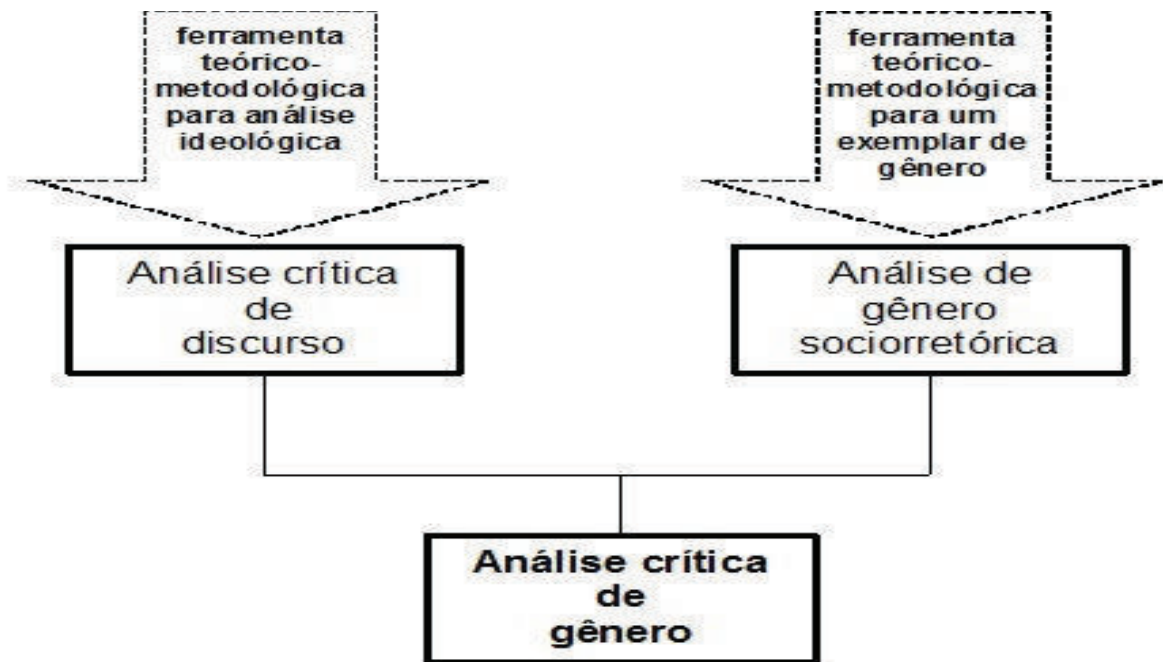 ferramenta
teórico-
metodológica
para análise
ideológica
ferramenta
teórico-
metodológica
para um
exemplar de
gênero
Análise crítica
de
discurso
Análise de
gênero
sociorretórica
Análise crítica
de
gênero